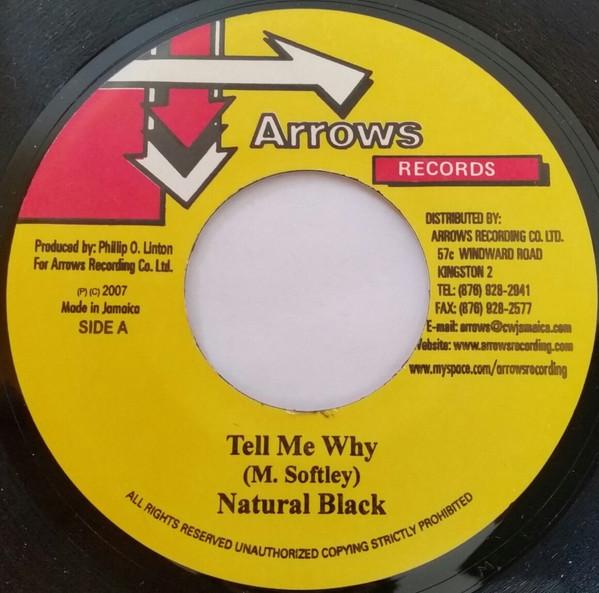 Arrows
RECORDS
Produced by: Phillip O. Linton
For Arrows Recording Co. Ltd.
(P) (C) 2007
Made in Jamaica
SIDE A
DISTRIBUTED BY:
ARROWS RECORDING CO. LTD.
57c WINDWARD ROAD
KINGSTON 2
TEL: (876) 928-2941
FAX: (876) 928-2577
E-mail: arrows@cwjamaica.com
Website: www.arrowsrecording.com
www.myspace.com/arrowsrecording
Tell Me Why
(M. Softley)
Natural Black
ALL RIGHTS RESERVED UNAUTHORIZED COPYING STRICTLY PROHIBITED